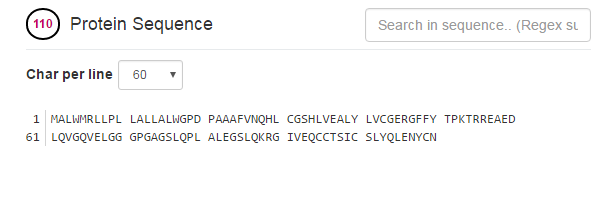 110 Protein Sequence
Search in sequence.. (Regex su
Char per line 60
1 MALWMRLLPL LALLALWGPD PAAAFVNQHL CGSHLVEALY LVCGERGFFY TPKTRREAED
61 LQVGQVELGG GPGAGSLQPL ALEGSLQKRG IVEQCCTSIC SLYQLENYCN